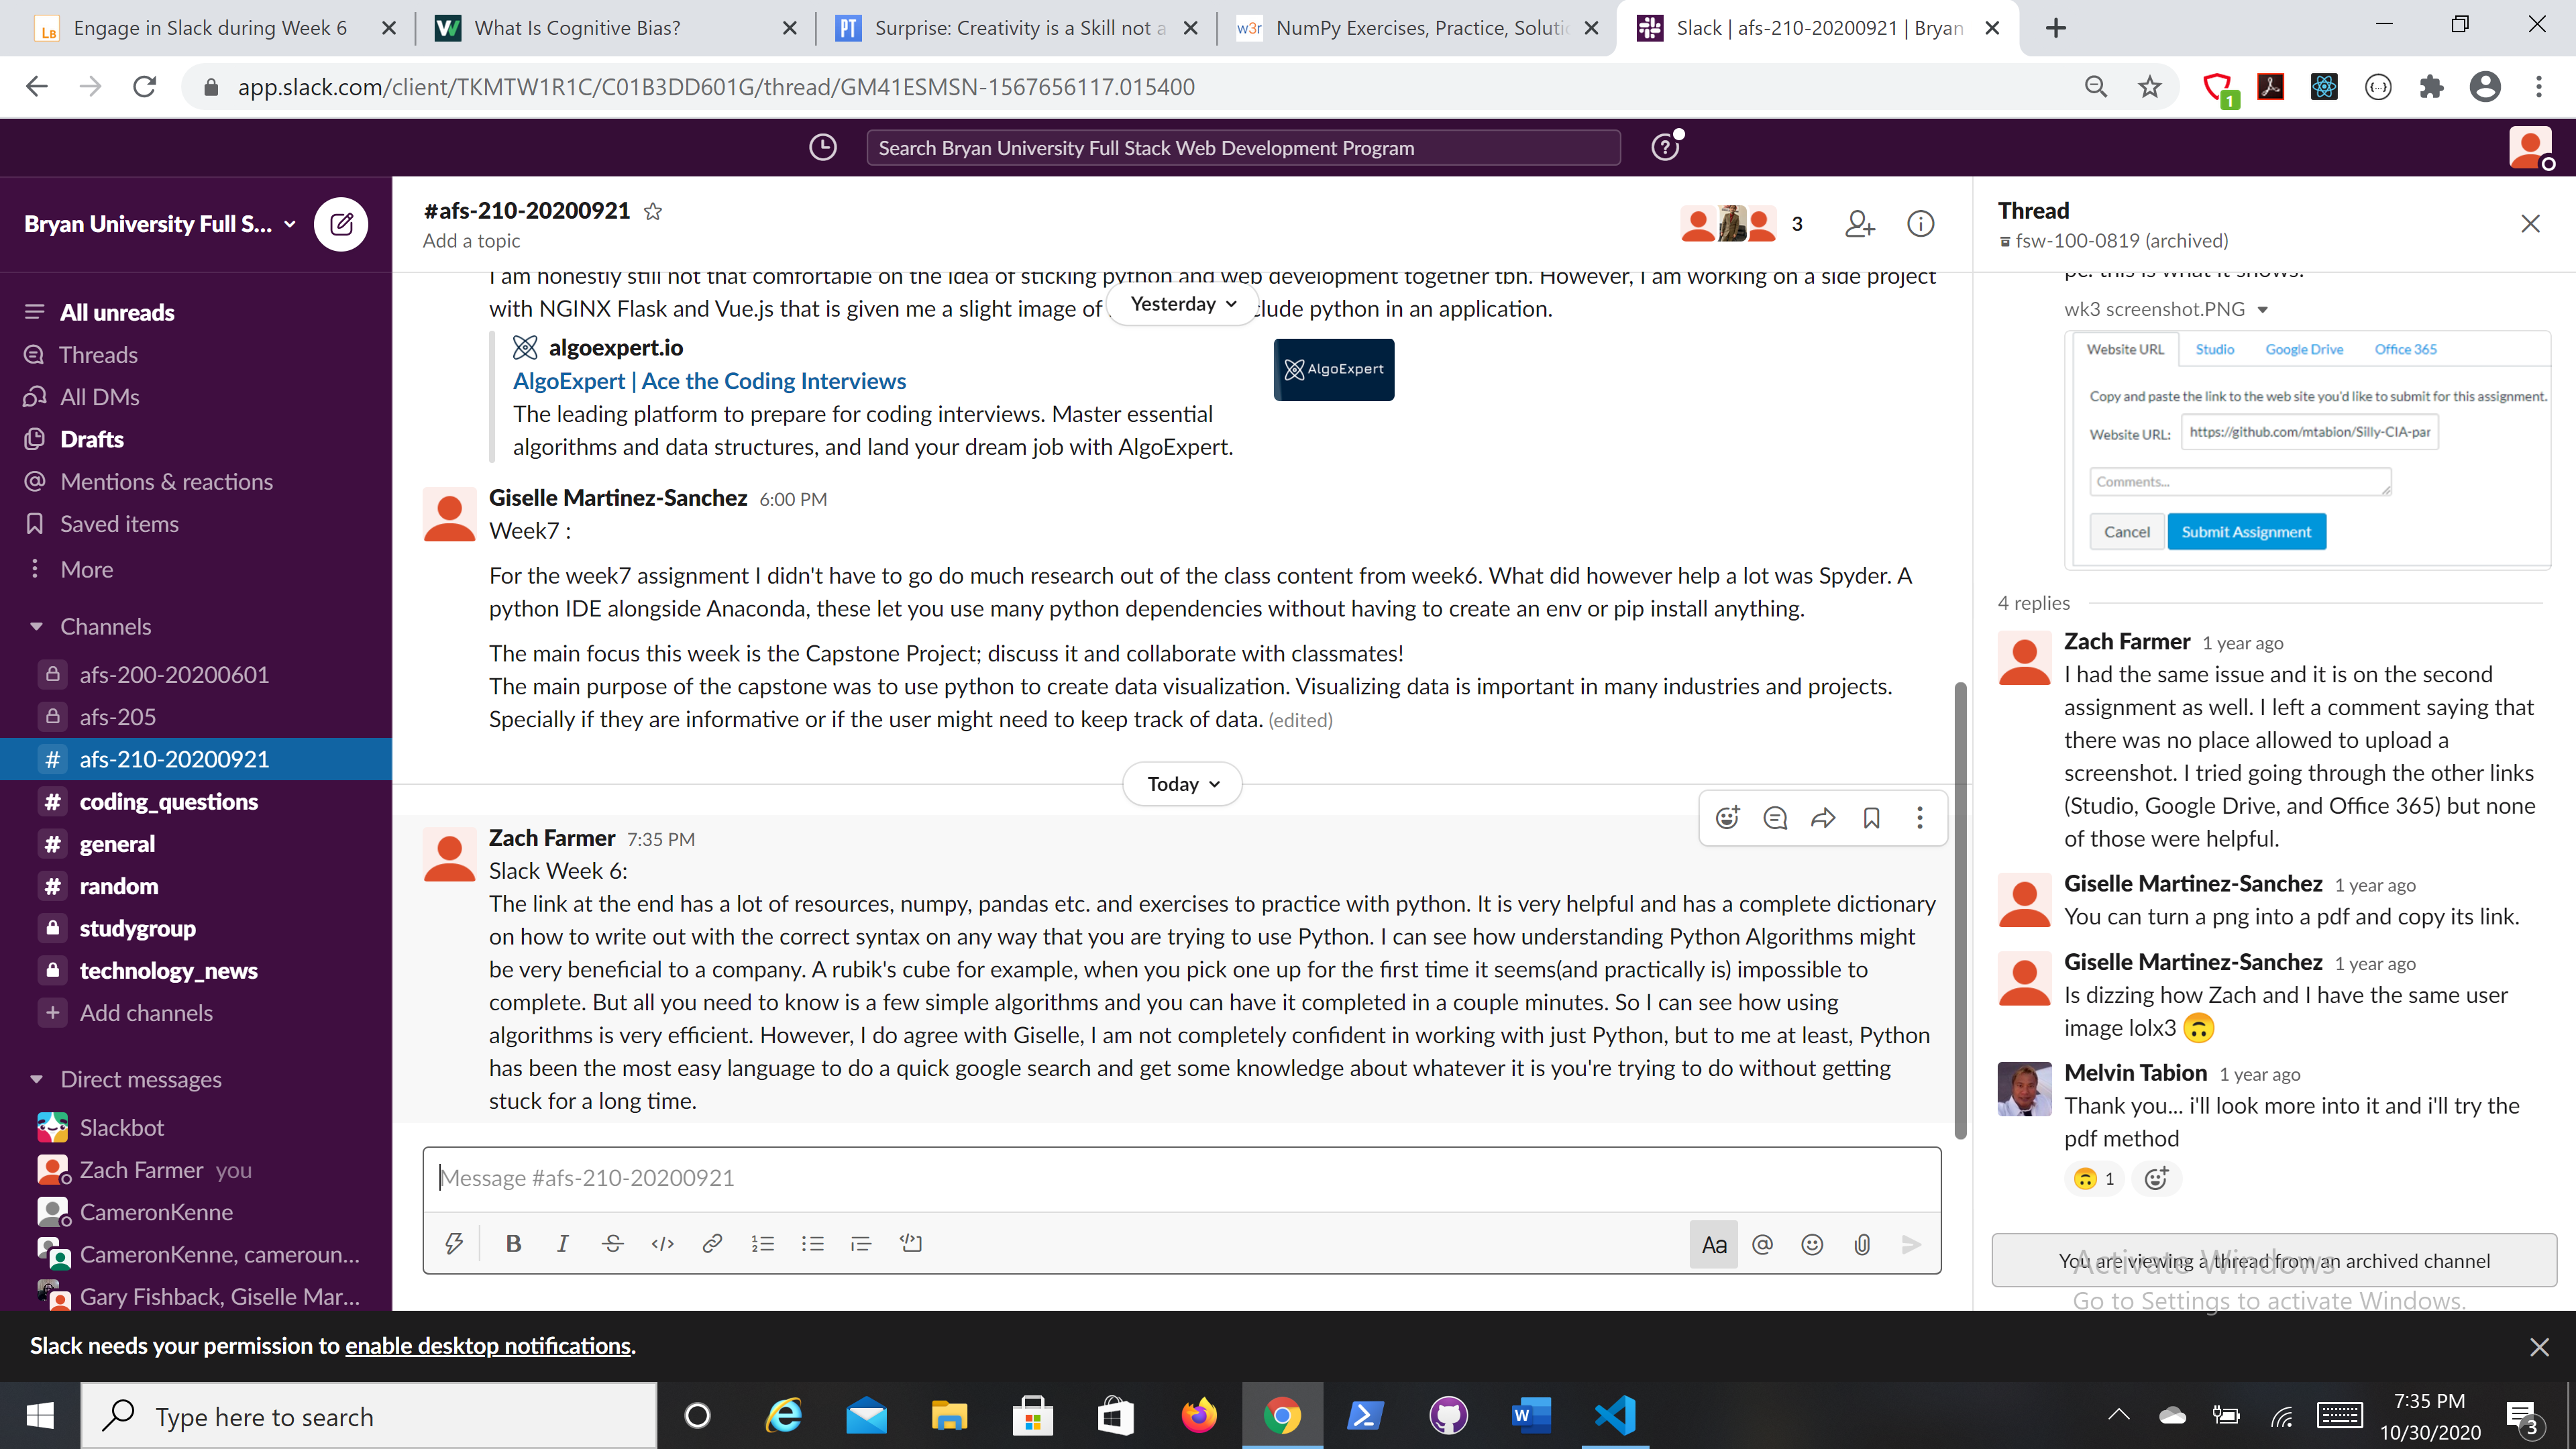 Engage in Slack during Week 6
What Is Cognitive Bias?
Surprise: Creativity is a Skill not a
NumPy Exercises, Practice, Soluti
Slack | afs-210-20200921 | Bryan
app.slack.com/client/TKMTW1R1C/C01B3DD601G/thread/GM41ESMSN-1567656117.015400
1
Search Bryan University Full Stack Web Development Program
Bryan University Full S...
All unreads
Threads
All DMs
Drafts
Mentions & reactions
Saved items
More
Channels
afs-200-20200601
afs-205
# afs-210-20200921
# coding_questions
# general
# random
studygroup
technology_news
+ Add channels
Direct messages
Slackbot
Zach Farmer you
CameronKenne
CameronKenne, cameroun...
Gary Fishback, Giselle Mar...
#afs-210-20200921
Add a topic
3
I am honestly still not that comfortable on the idea of sticking python and web development together tbh. However, I am working on a side project
with NGINX Flask and Vue.js that is given me a slight image of clude python in an application.
Yesterday
algoexpert.io
AlgoExpert | Ace the Coding Interviews
The leading platform to prepare for coding interviews. Master essential
algorithms and data structures, and land your dream job with AlgoExpert.
AlgoExpert
Giselle Martinez-Sanchez 6:00 PM
Week7 :
For the week7 assignment I didn't have to go do much research out of the class content from week6. What did however help a lot was Spyder. A
python IDE alongside Anaconda, these let you use many python dependencies without having to create an env or pip install anything.
The main focus this week is the Capstone Project; discuss it and collaborate with classmates!
The main purpose of the capstone was to use python to create data visualization. Visualizing data is important in many industries and projects.
Specially if they are informative or if the user might need to keep track of data. (edited)
Today
Zach Farmer 7:35 PM
Slack Week 6:
The link at the end has a lot of resources, numpy, pandas etc. and exercises to practice with python. It is very helpful and has a complete dictionary
on how to write out with the correct syntax on any way that you are trying to use Python. I can see how understanding Python Algorithms might
be very beneficial to a company. A rubik's cube for example, when you pick one up for the first time it seems(and practically is) impossible to
complete. But all you need to know is a few simple algorithms and you can have it completed in a couple minutes. So I can see how using
algorithms is very efficient. However, I do agree with Giselle, I am not completely confident in working with just Python, but to me at least, Python
has been the most easy language to do a quick google search and get some knowledge about whatever it is you're trying to do without getting
stuck for a long time.
Message #afs-210-20200921
Thread
fsw-100-0819 (archived)
pc. this is what it shows.
wk3 screenshot.PNG
Website URL Studio Google Drive Office 365
Copy and paste the link to the web site you'd like to submit for this assignment.
Website URL: https://github.com/mtabion/Silly-CIA-par
Comments...
Cancel Submit Assignment
4 replies
Zach Farmer 1 year ago
I had the same issue and it is on the second
assignment as well. I left a comment saying that
there was no place allowed to upload a
screenshot. I tried going through the other links
(Studio, Google Drive, and Office 365) but none
of those were helpful.
Giselle Martinez-Sanchez 1 year ago
You can turn a png into a pdf and copy its link.
Giselle Martinez-Sanchez 1 year ago
Is dizzing how Zach and I have the same user
image lolx3 🙃
Melvin Tabion 1 year ago
Thank you... i'll look more into it and i'll try the
pdf method
🙃 1
You are viewing a thread from an archived channel
Activate Windows
Go to Settings to activate Windows.
Slack needs your permission to enable desktop notifications.
Type here to search
7:35 PM
10/30/2020
3